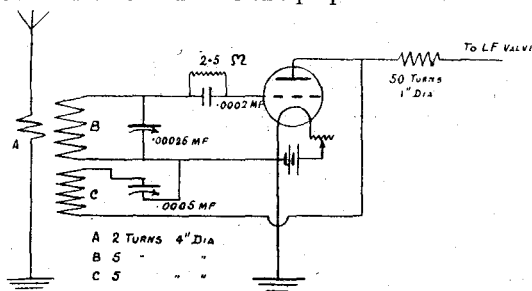 2.5 Ω
TO LF VALVE
.0002 MF
50 TURNS
1" DIA
A
B
.00025 MF
C
.0005 MF
A 2 TURNS 4" DIA
B 5 " "
C 5 " "